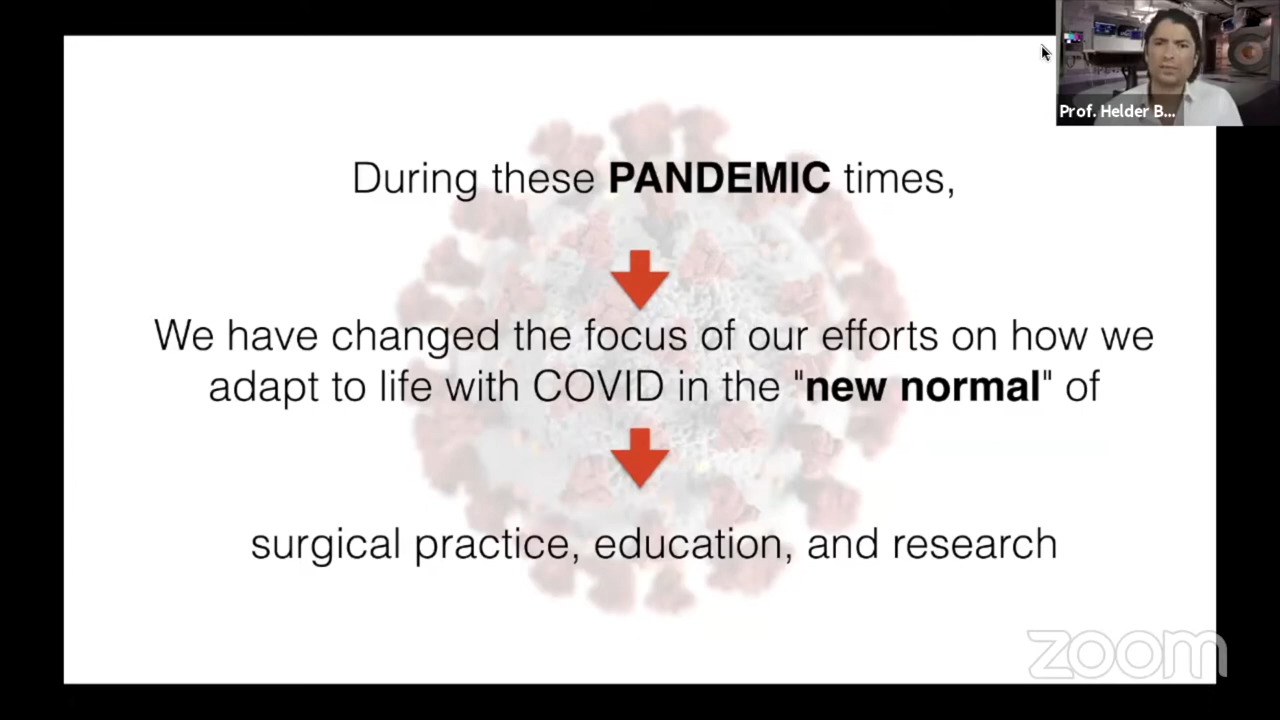 Prof. Helder B...
During these PANDEMIC times,
We have changed the focus of our efforts on how we
adapt to life with COVID in the "new normal" of
surgical practice, education, and research
zoom